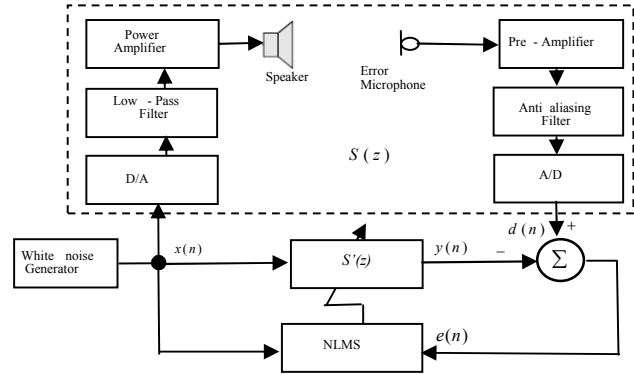 Power
Amplifier
Speaker
Error
Microphone
Pre - Amplifier
Low - Pass
Filter
Anti aliasing
Filter
S ( z )
D/A
A/D
d ( n )
+
White noise
Generator
x(n)
S'(z)
y(n)
−
Σ
NLMS
e(n)